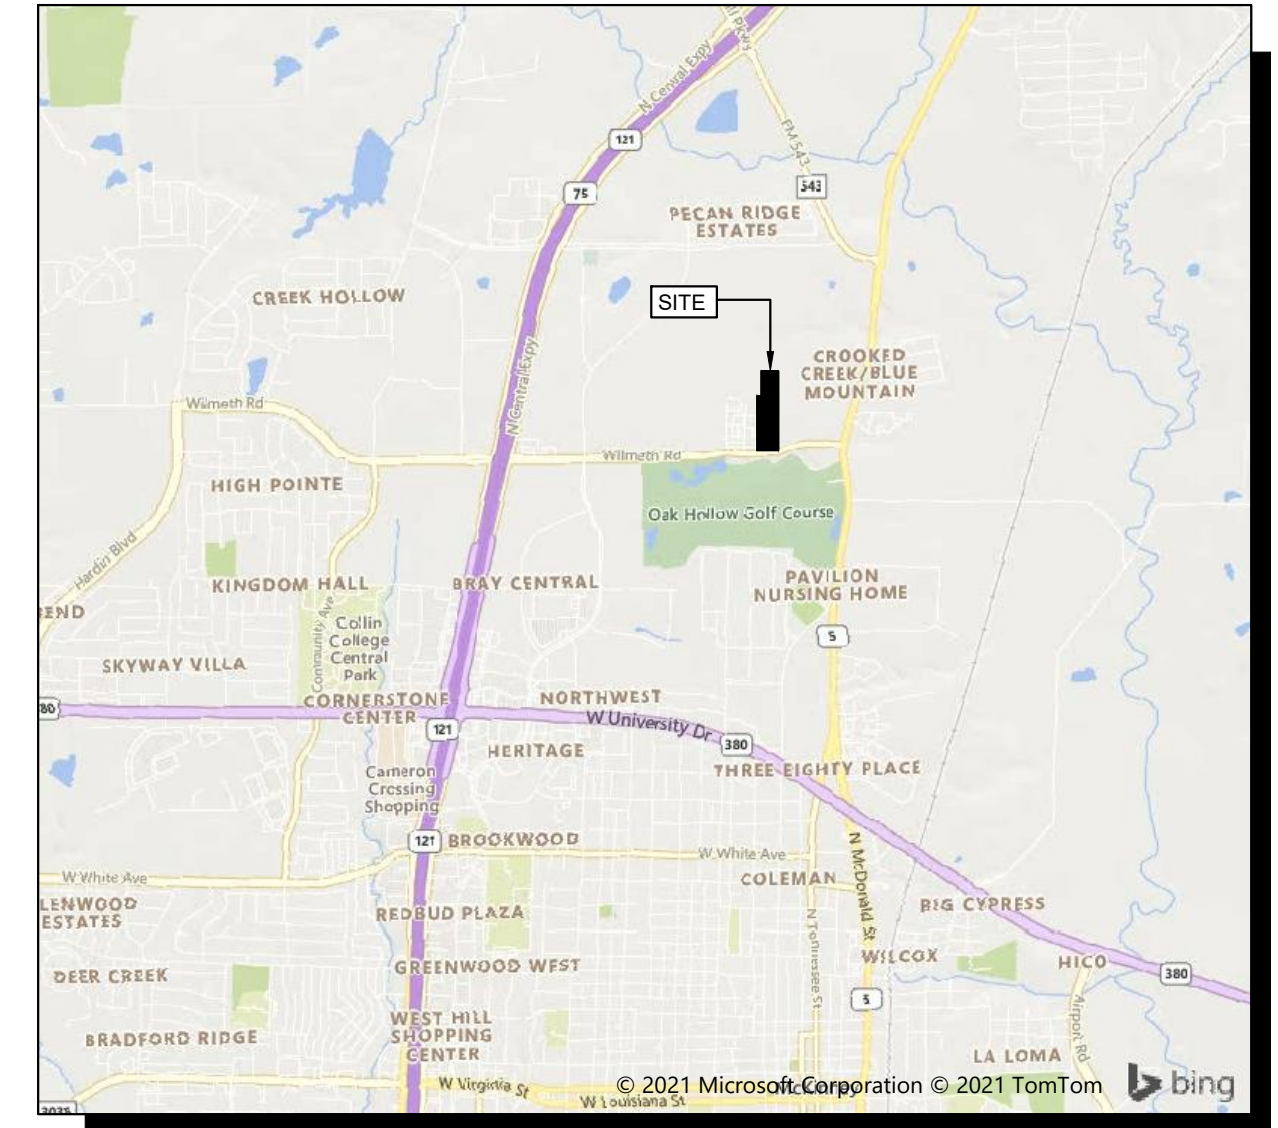 N Central Expy
121
75
FM 543
543
PECAN RIDGE
ESTATES
CREEK HOLLOW
SITE
CROOKED
CREEK/BLUE
MOUNTAIN
N Central Expy
Wilmeth Rd
Wilmeth Rd
HIGH POINTE
Oak Hollow Golf Course
Hardin Blvd
KINGDOM HALL
BRAY CENTRAL
PAVILION
NURSING HOME
Community Ave
Collin
College
Central
Park
5
SKYWAY VILLA
CORNERSTONE
CENTER
NORTHWEST
80
121
W University Dr
380
HERITAGE
THREE EIGHTY PLACE
Cameron
Crossing
Shopping
121
BROOKWOOD
W White Ave
W White Ave
COLEMAN
N McDonald St
LENWOOD
ESTATES
REDBUD PLAZA
BIG CYPRESS
N Tennessee St
WILCOX
HICO
DEER CREEK
GREENWOOD WEST
380
5
Airport Rd
BRADFORD RIDGE
WEST HILL
SHOPPING
CENTER
LA LOMA
W Virginia St
© 2021 Microsoft Corporation © 2021 TomTom
bing
W Louisiana St